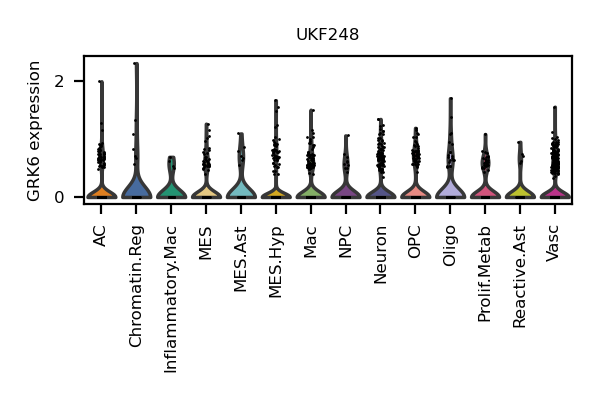 UKF248
GRK6 expression
2
0
AC
Chromatin.Reg
Inflammatory.Mac
MES
MES.Ast
MES.Hyp
Mac
NPC
Neuron
OPC
Oligo
Prolif.Metab
Reactive.Ast
Vasc